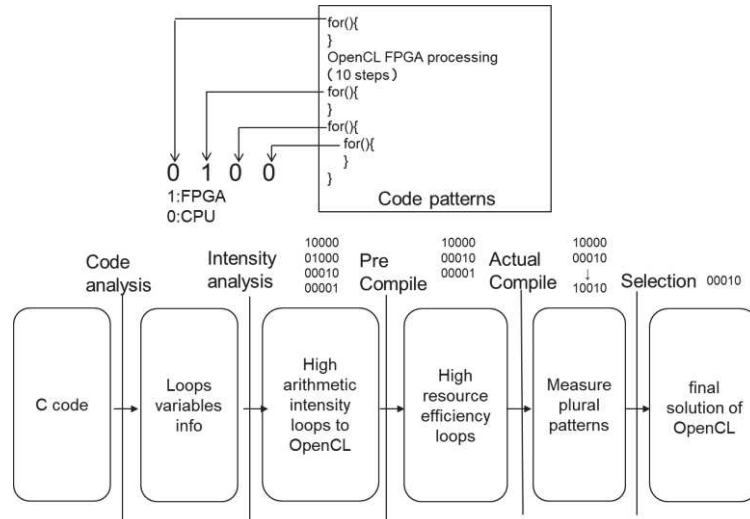 for(){
}
OpenCL FPGA processing
(10 steps)
for(){
}
for(){
for(){
}
}
Code patterns
0 1 0 0
1:FPGA
0:CPU
Code
analysis
Intensity
analysis
10000
01000
00010
00001
Pre
Compile
10000
00010
00001
Actual
Compile
10000
00010
↓
10010
Selection 00010
C code
Loops
variables
info
High
arithmetic
intensity
loops to
OpenCL
High
resource
efficiency
loops
Measure
plural
patterns
final
solution of
OpenCL